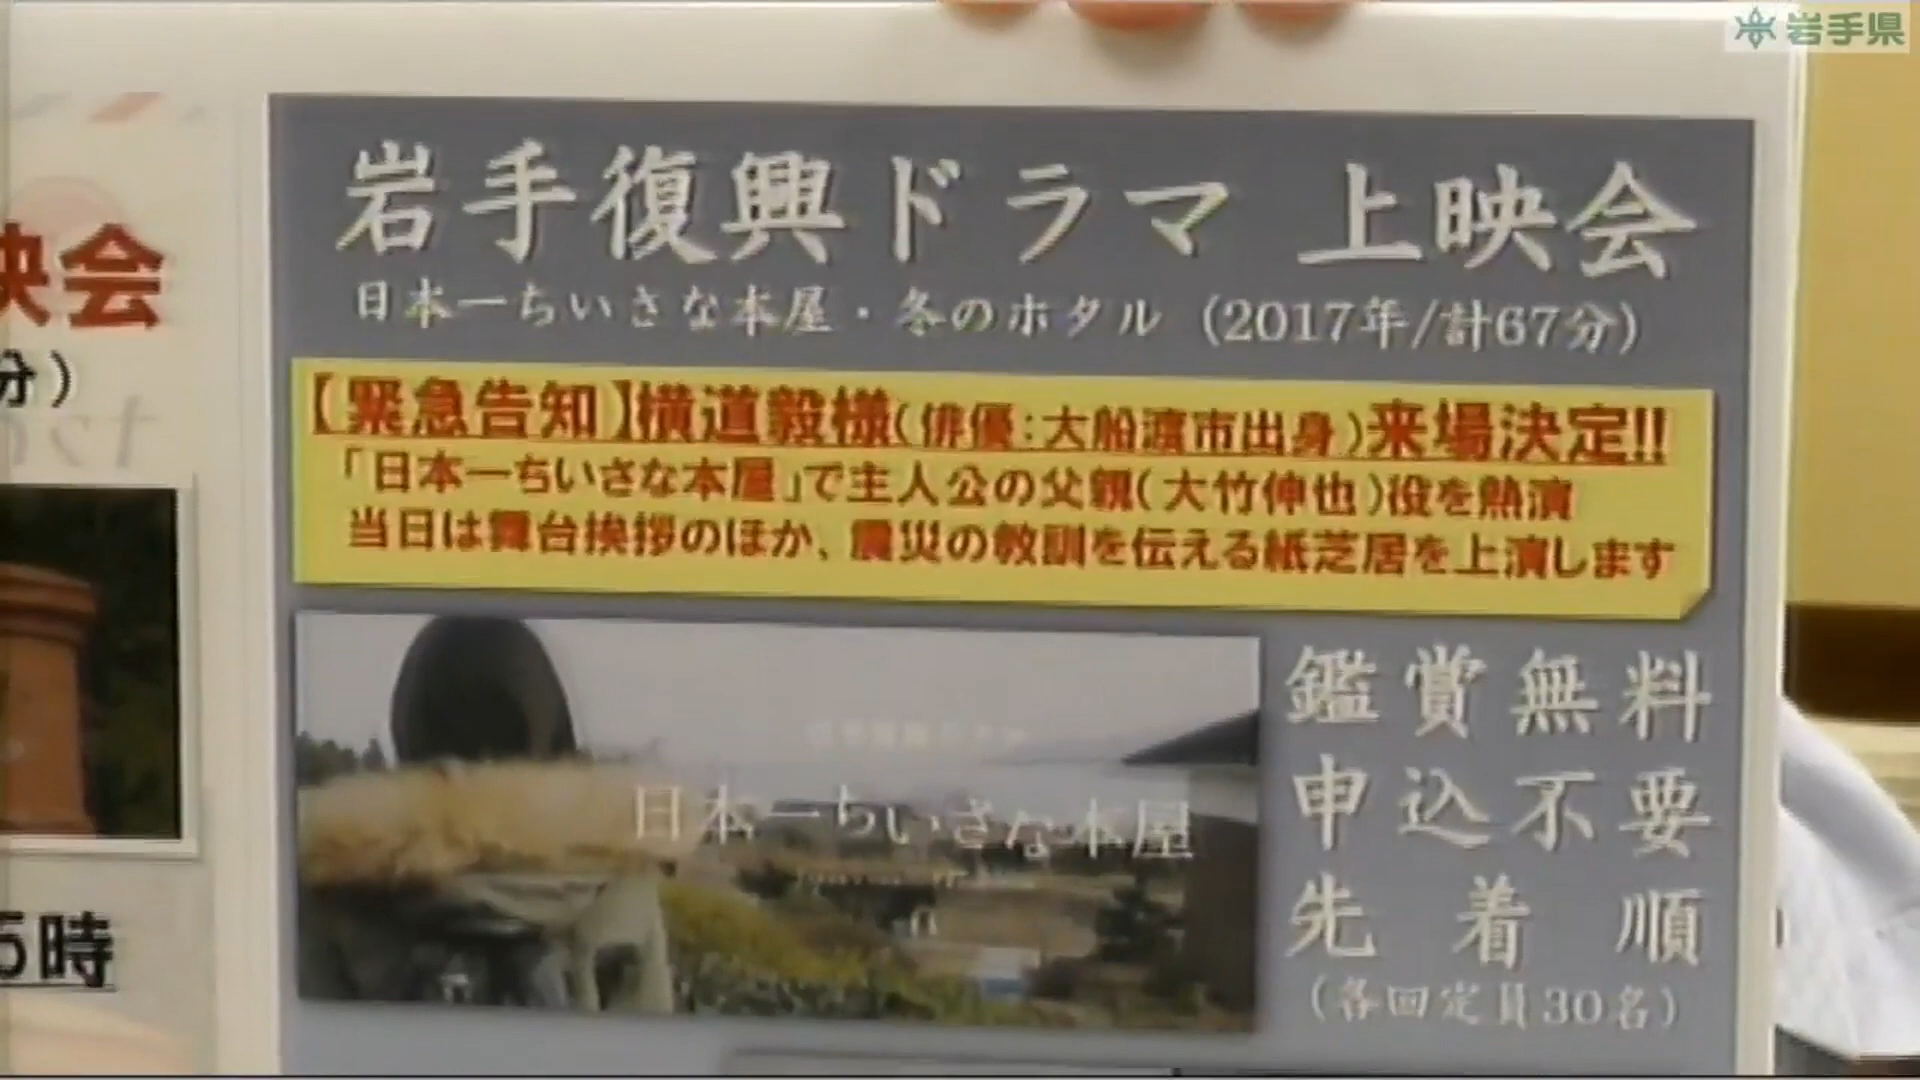 岩手県
岩手復興ドラマ 上映会
日本一ちいさな本屋・冬のホタル (2017年/計67分)
【緊急告知】横道毅様(俳優:大船渡市出身)来場決定!!
「日本一ちいさな本屋」で主人公の父親(大竹伸也)役を熱演
当日は舞台挨拶のほか、震災の教訓を伝える紙芝居を上演します
日本一ちいさな本屋
鑑賞無料
申込不要
先着順
(各回定員30名)
映会
分)
5時